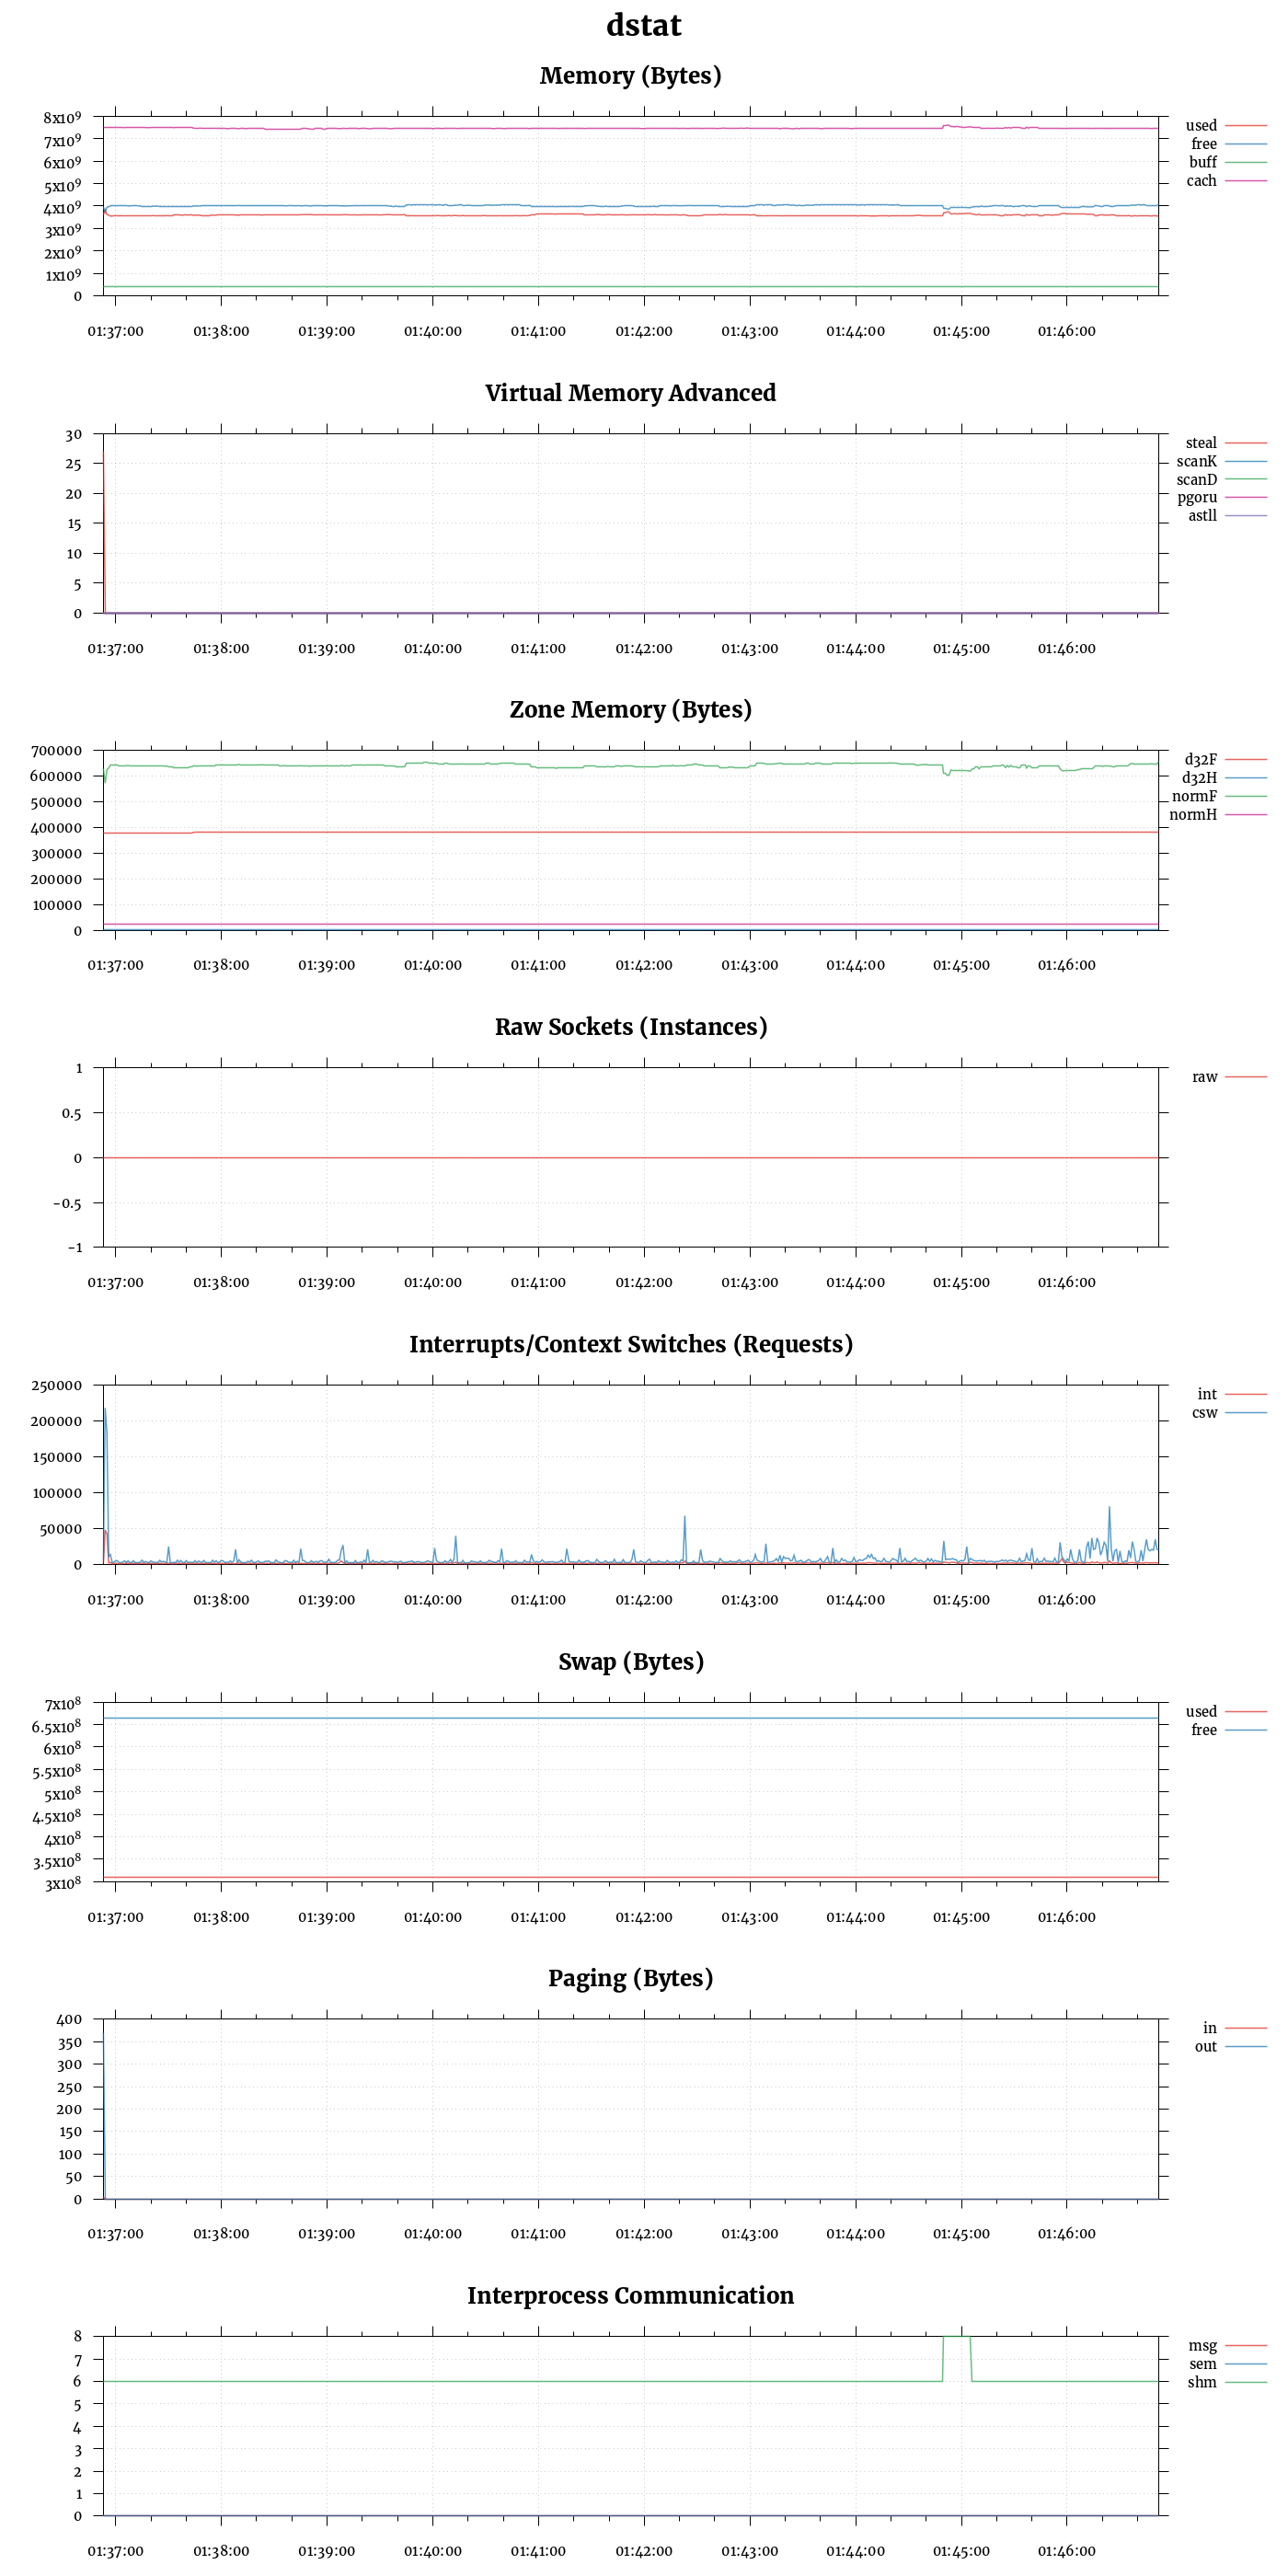 dstat
Memory (Bytes)
8x10⁹
7x10⁹
6x10⁹
5x10⁹
4x10⁹
3x10⁹
2x10⁹
1x10⁹
0
used
free
buff
cach
01:37:00 01:38:00 01:39:00 01:40:00 01:41:00 01:42:00 01:43:00 01:44:00 01:45:00 01:46:00
Virtual Memory Advanced
30
25
20
15
10
5
0
steal
scanK
scanD
pgoru
astll
01:37:00 01:38:00 01:39:00 01:40:00 01:41:00 01:42:00 01:43:00 01:44:00 01:45:00 01:46:00
Zone Memory (Bytes)
700000
600000
500000
400000
300000
200000
100000
0
d32F
d32H
normF
normH
01:37:00 01:38:00 01:39:00 01:40:00 01:41:00 01:42:00 01:43:00 01:44:00 01:45:00 01:46:00
Raw Sockets (Instances)
1
0.5
0
-0.5
-1
raw
01:37:00 01:38:00 01:39:00 01:40:00 01:41:00 01:42:00 01:43:00 01:44:00 01:45:00 01:46:00
Interrupts/Context Switches (Requests)
250000
200000
150000
100000
50000
0
int
csw
01:37:00 01:38:00 01:39:00 01:40:00 01:41:00 01:42:00 01:43:00 01:44:00 01:45:00 01:46:00
Swap (Bytes)
7x10⁸
6.5x10⁸
6x10⁸
5.5x10⁸
5x10⁸
4.5x10⁸
4x10⁸
3.5x10⁸
3x10⁸
used
free
01:37:00 01:38:00 01:39:00 01:40:00 01:41:00 01:42:00 01:43:00 01:44:00 01:45:00 01:46:00
Paging (Bytes)
400
350
300
250
200
150
100
50
0
in
out
01:37:00 01:38:00 01:39:00 01:40:00 01:41:00 01:42:00 01:43:00 01:44:00 01:45:00 01:46:00
Interprocess Communication
8
7
6
5
4
3
2
1
0
msg
sem
shm
01:37:00 01:38:00 01:39:00 01:40:00 01:41:00 01:42:00 01:43:00 01:44:00 01:45:00 01:46:00